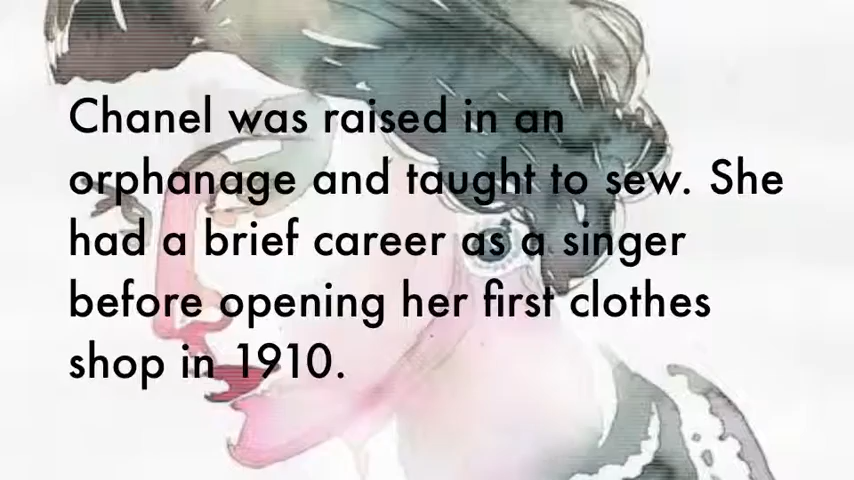 Chanel was raised in an
orphanage and taught to sew. She
had a brief career as a singer
before opening her first clothes
shop in 1910.